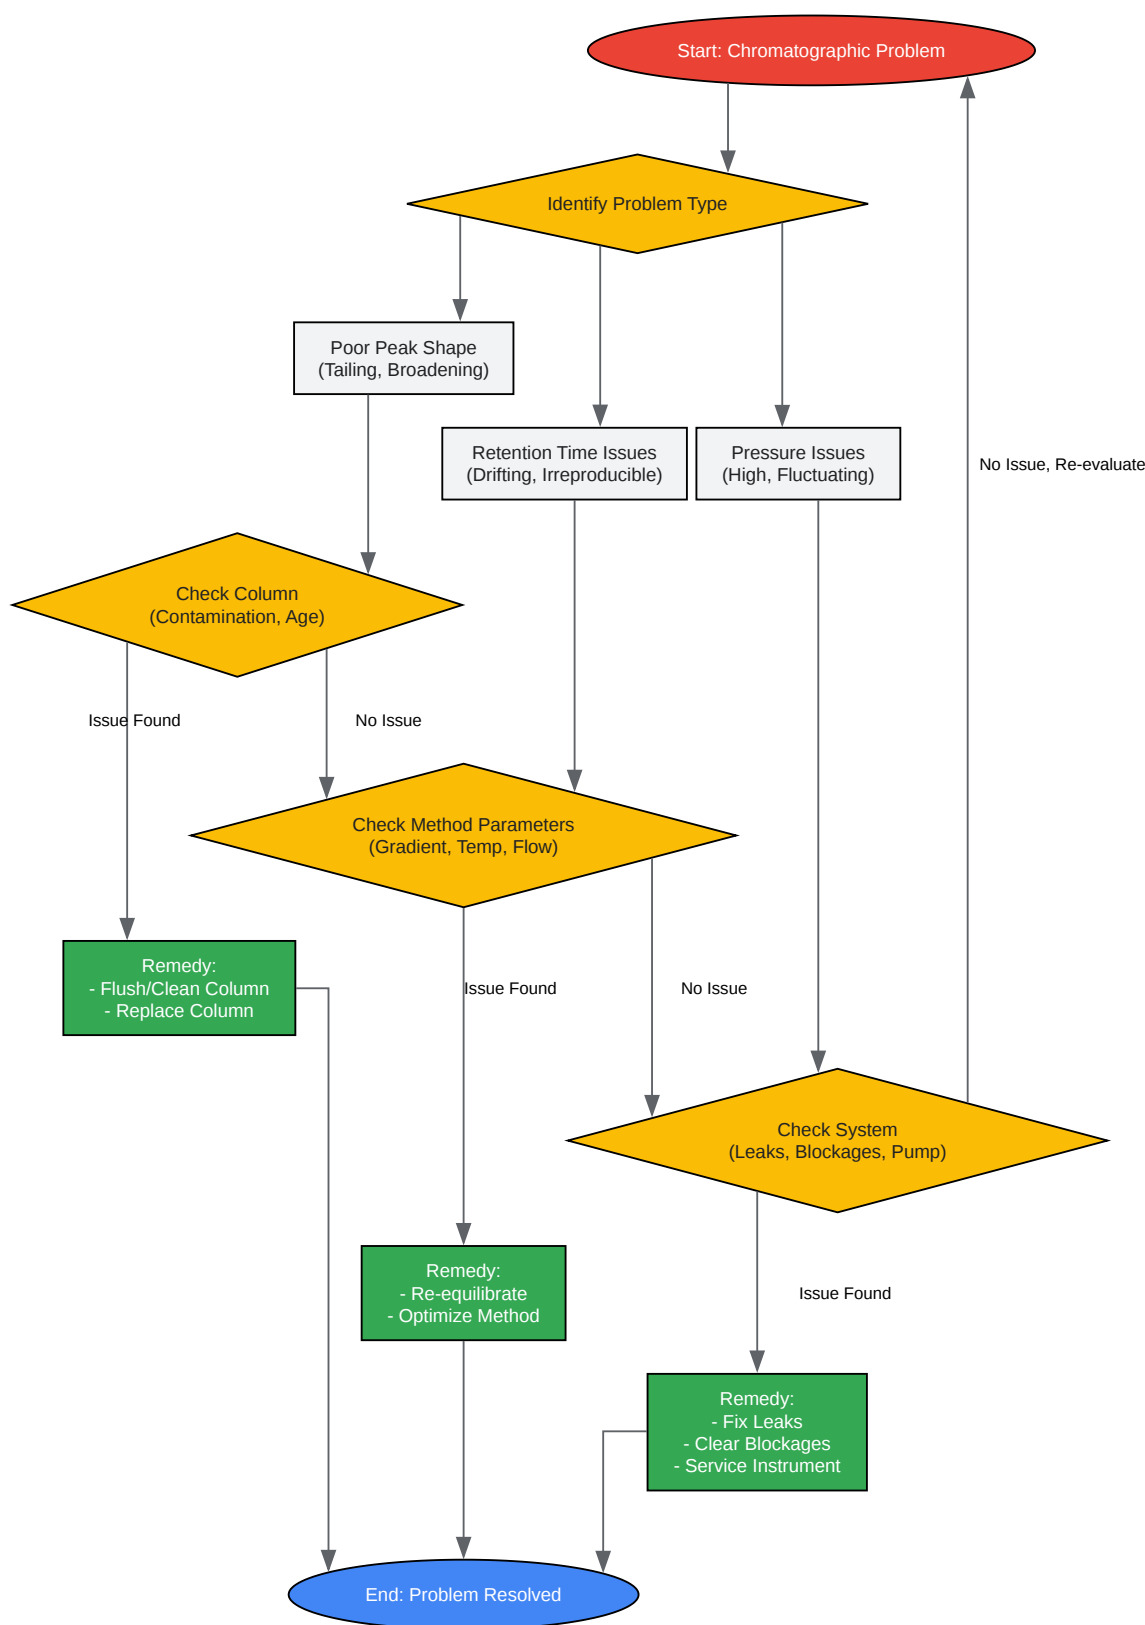 Start: Chromatographic Problem
Identify Problem Type
Poor Peak Shape
(Tailing, Broadening)
Retention Time Issues
(Drifting, Irreproducible)
Pressure Issues
(High, Fluctuating)
No Issue, Re-evaluate
Check Column
(Contamination, Age)
Issue Found
No Issue
Check Method Parameters
(Gradient, Temp, Flow)
Remedy:
- Flush/Clean Column
- Replace Column
Issue Found
No Issue
Check System
(Leaks, Blockages, Pump)
Remedy:
- Re-equilibrate
- Optimize Method
Issue Found
Remedy:
- Fix Leaks
- Clear Blockages
- Service Instrument
End: Problem Resolved